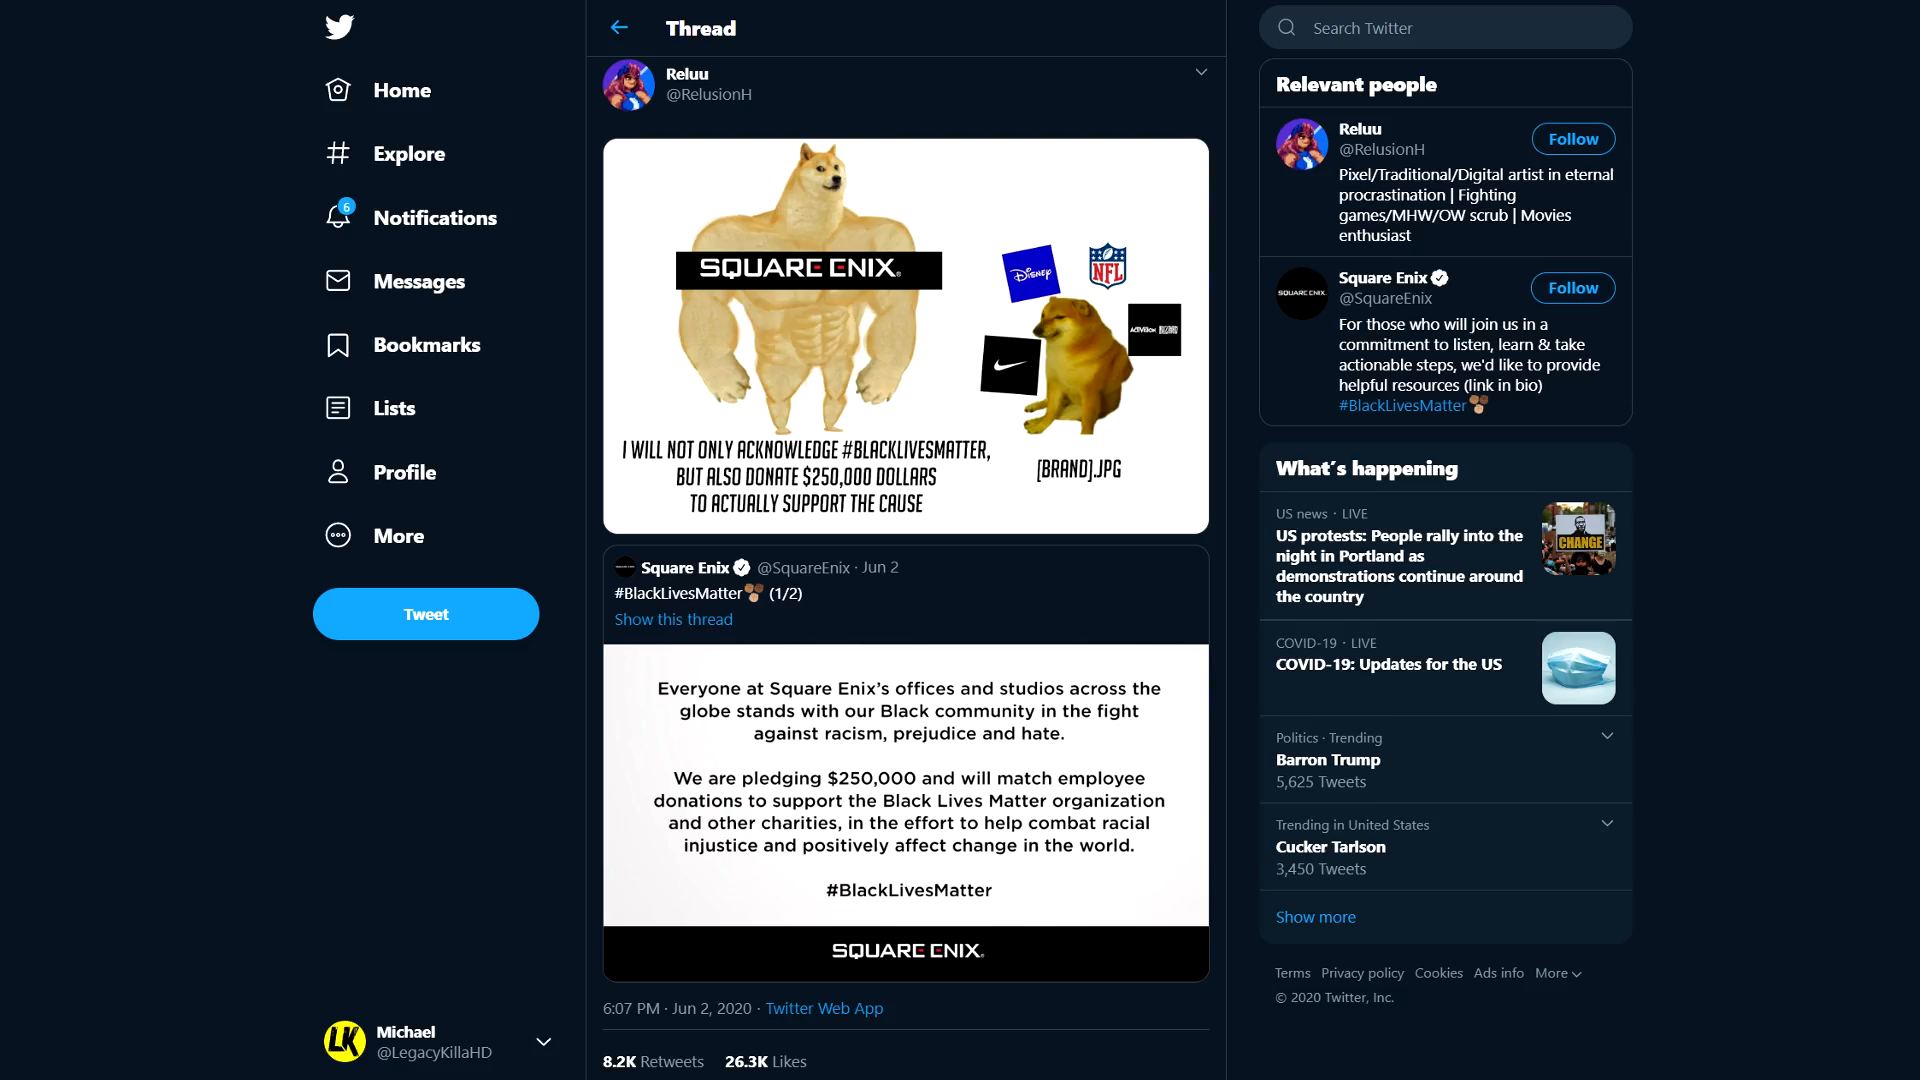 Home
Explore
6
Notifications
Messages
Bookmarks
Lists
Profile
More
Tweet
LK
Michael
@LegacyKillaHD
Thread
Reluu
@RelusionH
SQUARE ENIX®
Disney
NFL
ACTIVISION BLIZZARD
I WILL NOT ONLY ACKNOWLEDGE #BLACKLIVESMATTER,
BUT ALSO DONATE $250,000 DOLLARS
TO ACTUALLY SUPPORT THE CAUSE
[BRAND].JPG
Square Enix @SquareEnix · Jun 2
#BlackLivesMatter (1/2)
Show this thread
Everyone at Square Enix's offices and studios across the
globe stands with our Black community in the fight
against racism, prejudice and hate.
We are pledging $250,000 and will match employee
donations to support the Black Lives Matter organization
and other charities, in the effort to help combat racial
injustice and positively affect change in the world.
#BlackLivesMatter
SQUARE ENIX®
6:07 PM · Jun 2, 2020 · Twitter Web App
8.2K Retweets 26.3K Likes
Search Twitter
Relevant people
Reluu
@RelusionH
Follow
Pixel/Traditional/Digital artist in eternal
procrastination | Fighting
games/MHW/OW scrub | Movies
enthusiast
SQUARE ENIX
Square Enix
@SquareEnix
Follow
For those who will join us in a
commitment to listen, learn & take
actionable steps, we'd like to provide
helpful resources (link in bio)
#BlackLivesMatter
What's happening
US news · LIVE
US protests: People rally into the
night in Portland as
demonstrations continue around
the country
CHANGE
COVID-19 · LIVE
COVID-19: Updates for the US
Politics · Trending
Barron Trump
5,625 Tweets
Trending in United States
Cucker Tarlson
3,450 Tweets
Show more
Terms Privacy policy Cookies Ads info More
© 2020 Twitter, Inc.